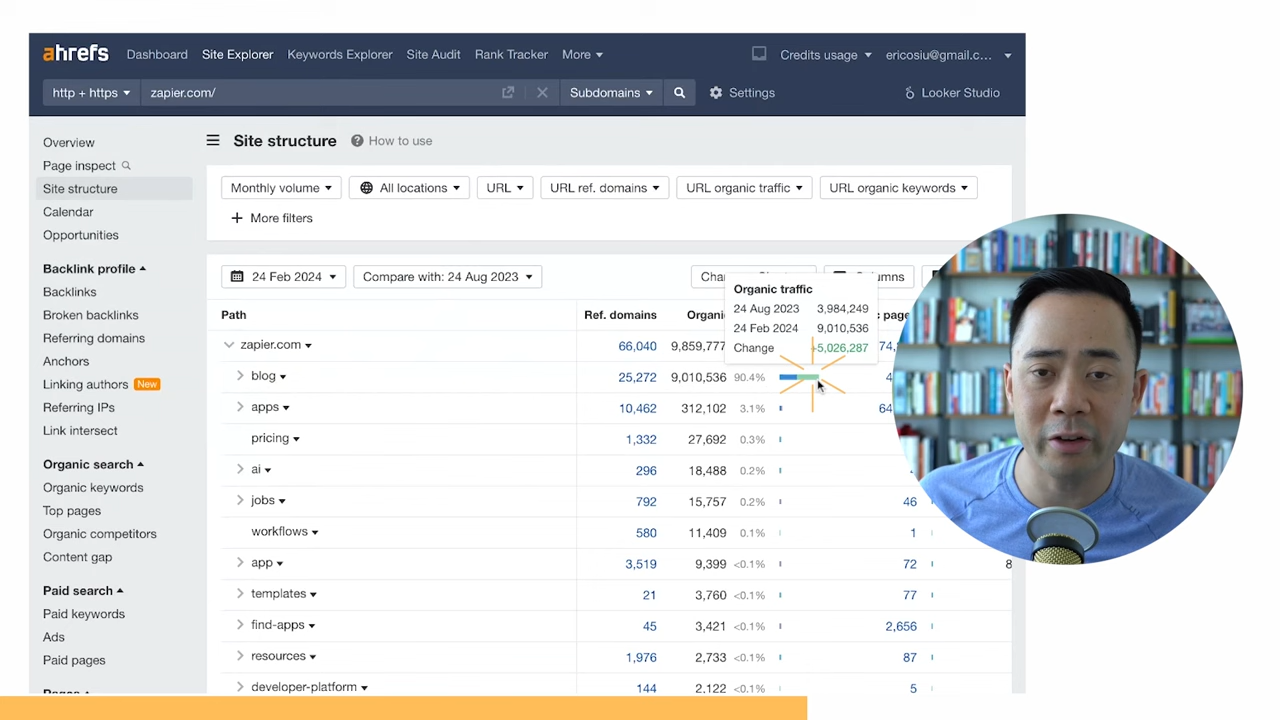 ahrefs Dashboard Site Explorer Keywords Explorer Site Audit Rank Tracker More Credits usage ericosiu@gmail.c...
http + https zapier.com/ Subdomains Settings Looker Studio
Overview
Page inspect
Site structure
Calendar
Opportunities
Backlink profile
Backlinks
Broken backlinks
Referring domains
Anchors
Linking authors New
Referring IPs
Link intersect
Organic search
Organic keywords
Top pages
Organic competitors
Content gap
Paid search
Paid keywords
Ads
Paid pages
Site structure ? How to use
Monthly volume All locations URL URL ref. domains URL organic traffic URL organic keywords
+ More filters
24 Feb 2024 Compare with: 24 Aug 2023
Organic traffic
24 Aug 2023 3,984,249
24 Feb 2024 9,010,536
Change +5,026,287
Path Ref. domains
zapier.com 66,040 9,859,777
blog 25,272 9,010,536 90.4%
apps 10,462 312,102 3.1%
pricing 1,332 27,692 0.3%
ai 296 18,488 0.2%
jobs 792 15,757 0.2% 46
workflows 580 11,409 0.1% 1
app 3,519 9,399 <0.1% 72 8
templates 21 3,760 <0.1% 77
find-apps 45 3,421 <0.1% 2,656
resources 1,976 2,733 <0.1% 87
developer-platform 144 2,122 <0.1% 5